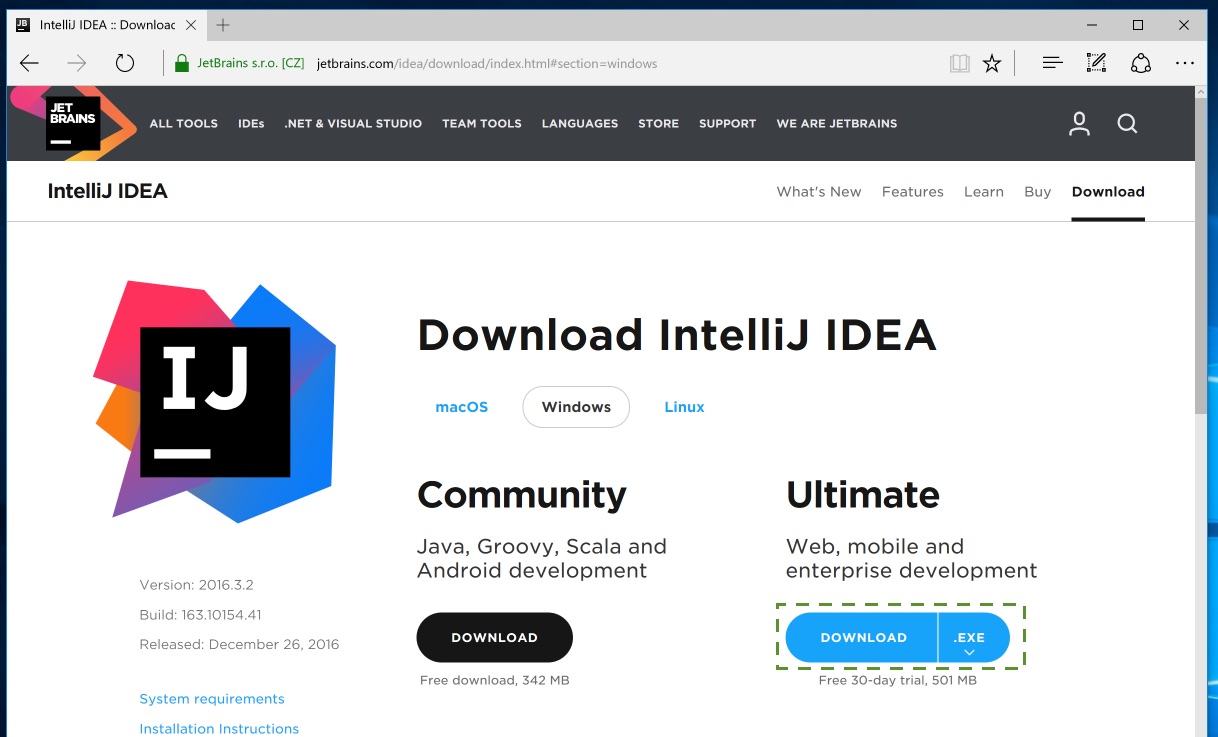 IntelliJ IDEA :: Downloac
JetBrains s.r.o. [CZ] jetbrains.com/idea/download/index.html#section=windows
JET
BRAINS
ALL TOOLS IDEs .NET & VISUAL STUDIO TEAM TOOLS LANGUAGES STORE SUPPORT WE ARE JETBRAINS
IntelliJ IDEA What's New Features Learn Buy Download
IJ
Download IntelliJ IDEA
macOS Windows Linux
Community Ultimate
Java, Groovy, Scala and Web, mobile and
Android development enterprise development
Version: 2016.3.2
Build: 163.10154.41
Released: December 26, 2016
DOWNLOAD DOWNLOAD .EXE
Free download, 342 MB Free 30-day trial, 501 MB
System requirements
Installation Instructions